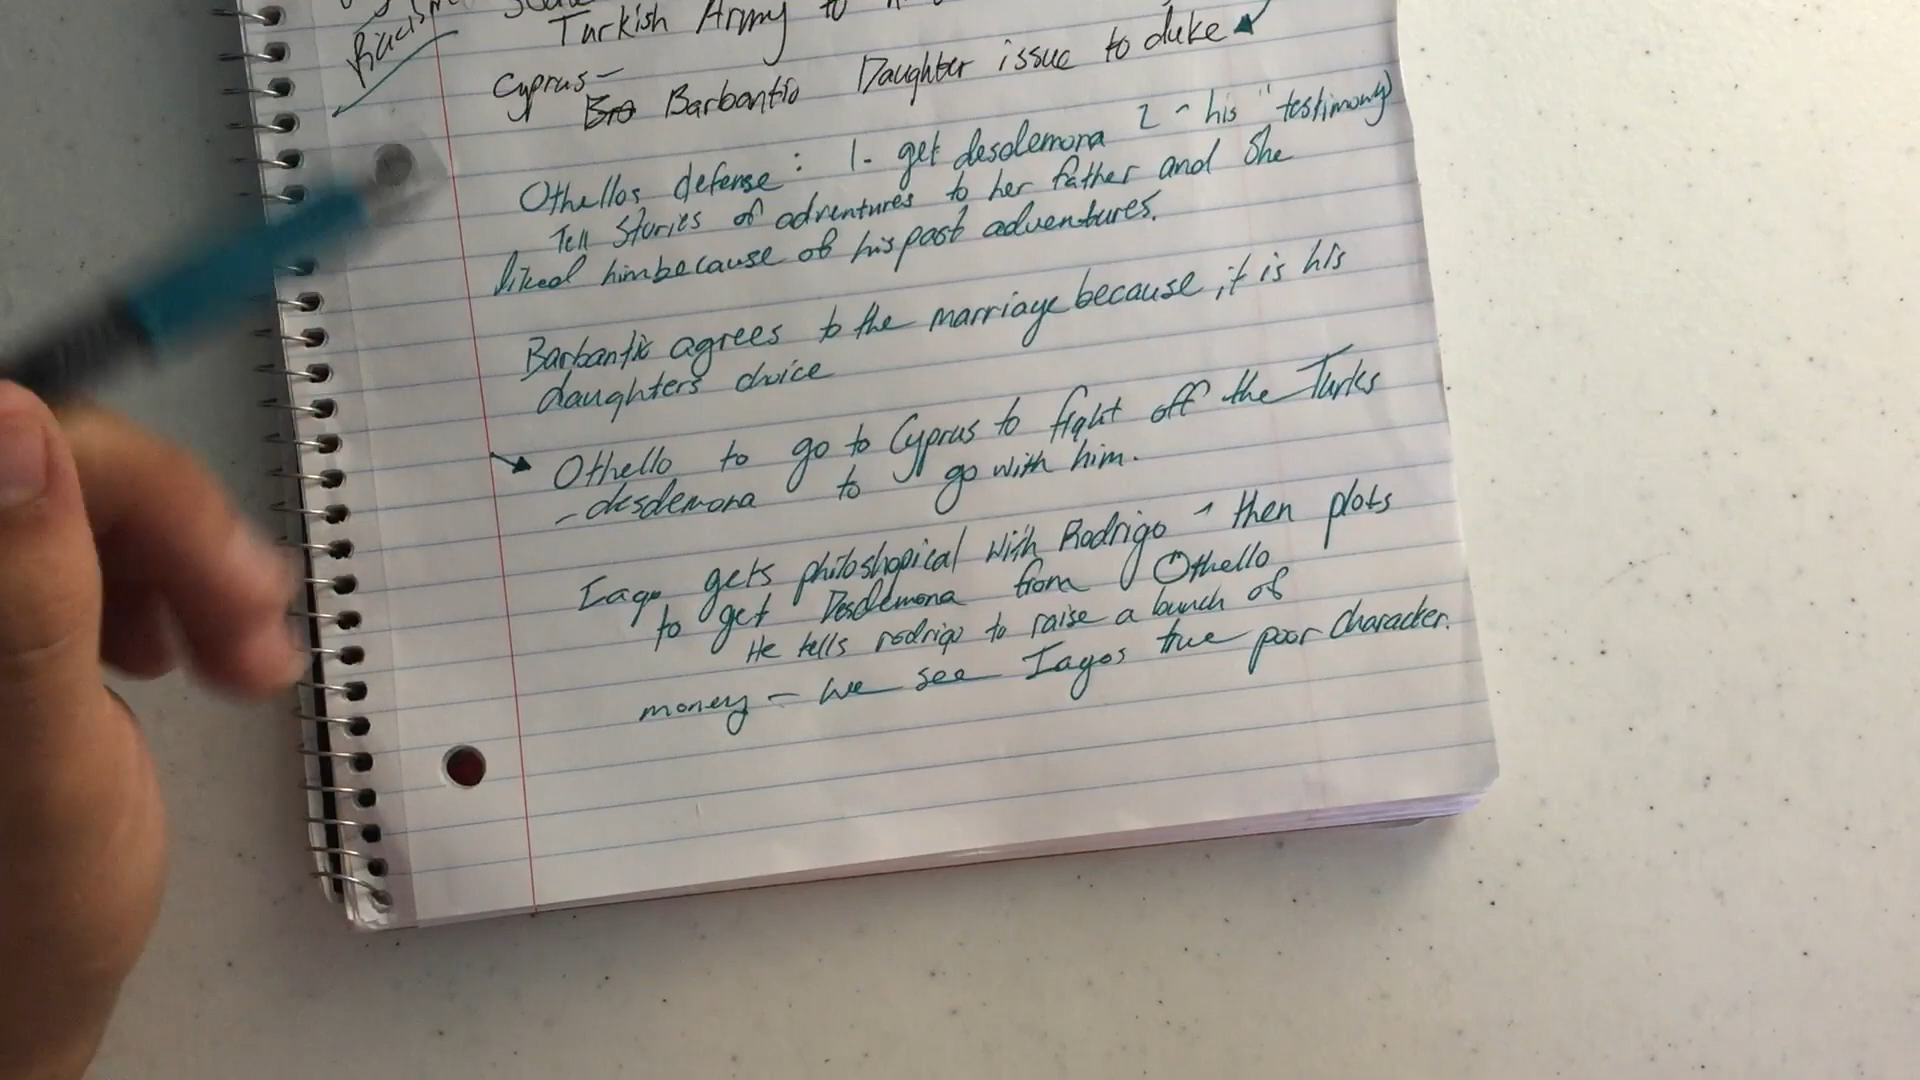 Racism
Turkish Army to
Cyprus-
Bra Barbantio Daughter issue to duke
Othellos defense: 1- get desdemona 2 - his "testimony)
Tell Stories of adventures to her father and She
liked him because of his past adventures.
Barbantio agrees to the marriage because it is his
daughters choice
Othello to go to Cyprus to fight off the Turks
- desdemona to go with him.
Iago gets philoshopical with Rodrigo - then plots
to get Desdemona from Othello
He tells rodrigo to raise a bunch of
money - we see Iagos true poor Character.